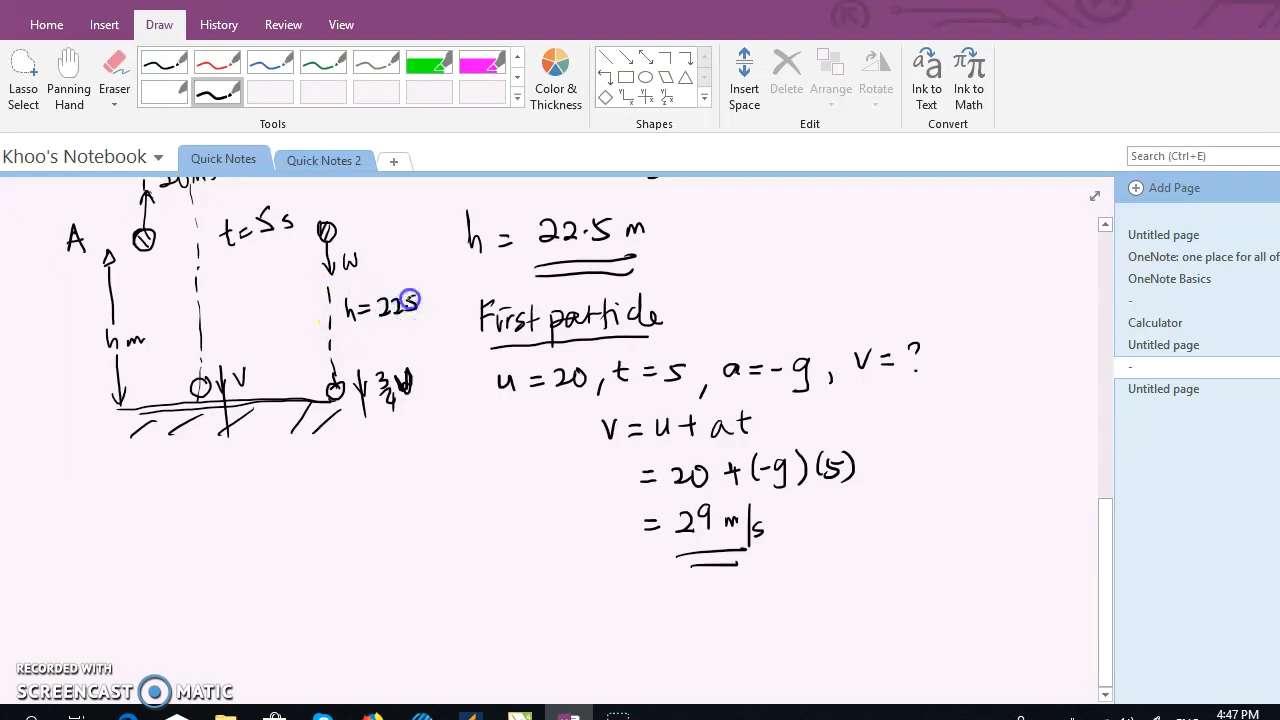 Home Insert Draw History Review View
Lasso Select
Panning Hand
Eraser
Color & Thickness
Insert Space
Delete
Arrange
Rotate
Ink to Text
Ink to Math
Tools
Shapes
Edit
Convert
Khoo's Notebook
Quick Notes
Quick Notes 2
+
Search (Ctrl+E)
Add Page
Untitled page
OneNote: one place for all of
OneNote Basics
-
Calculator
Untitled page
-
Untitled page
A
t = 5 s
W
h = 22.5
h m
V
3/4 V
h = 22.5 m
First particle
u = 20, t = 5, a = -g, v = ?
v = u + at
= 20 + (-g)(5)
= 29 m/s
RECORDED WITH
SCREENCAST MATIC
4:47 PM